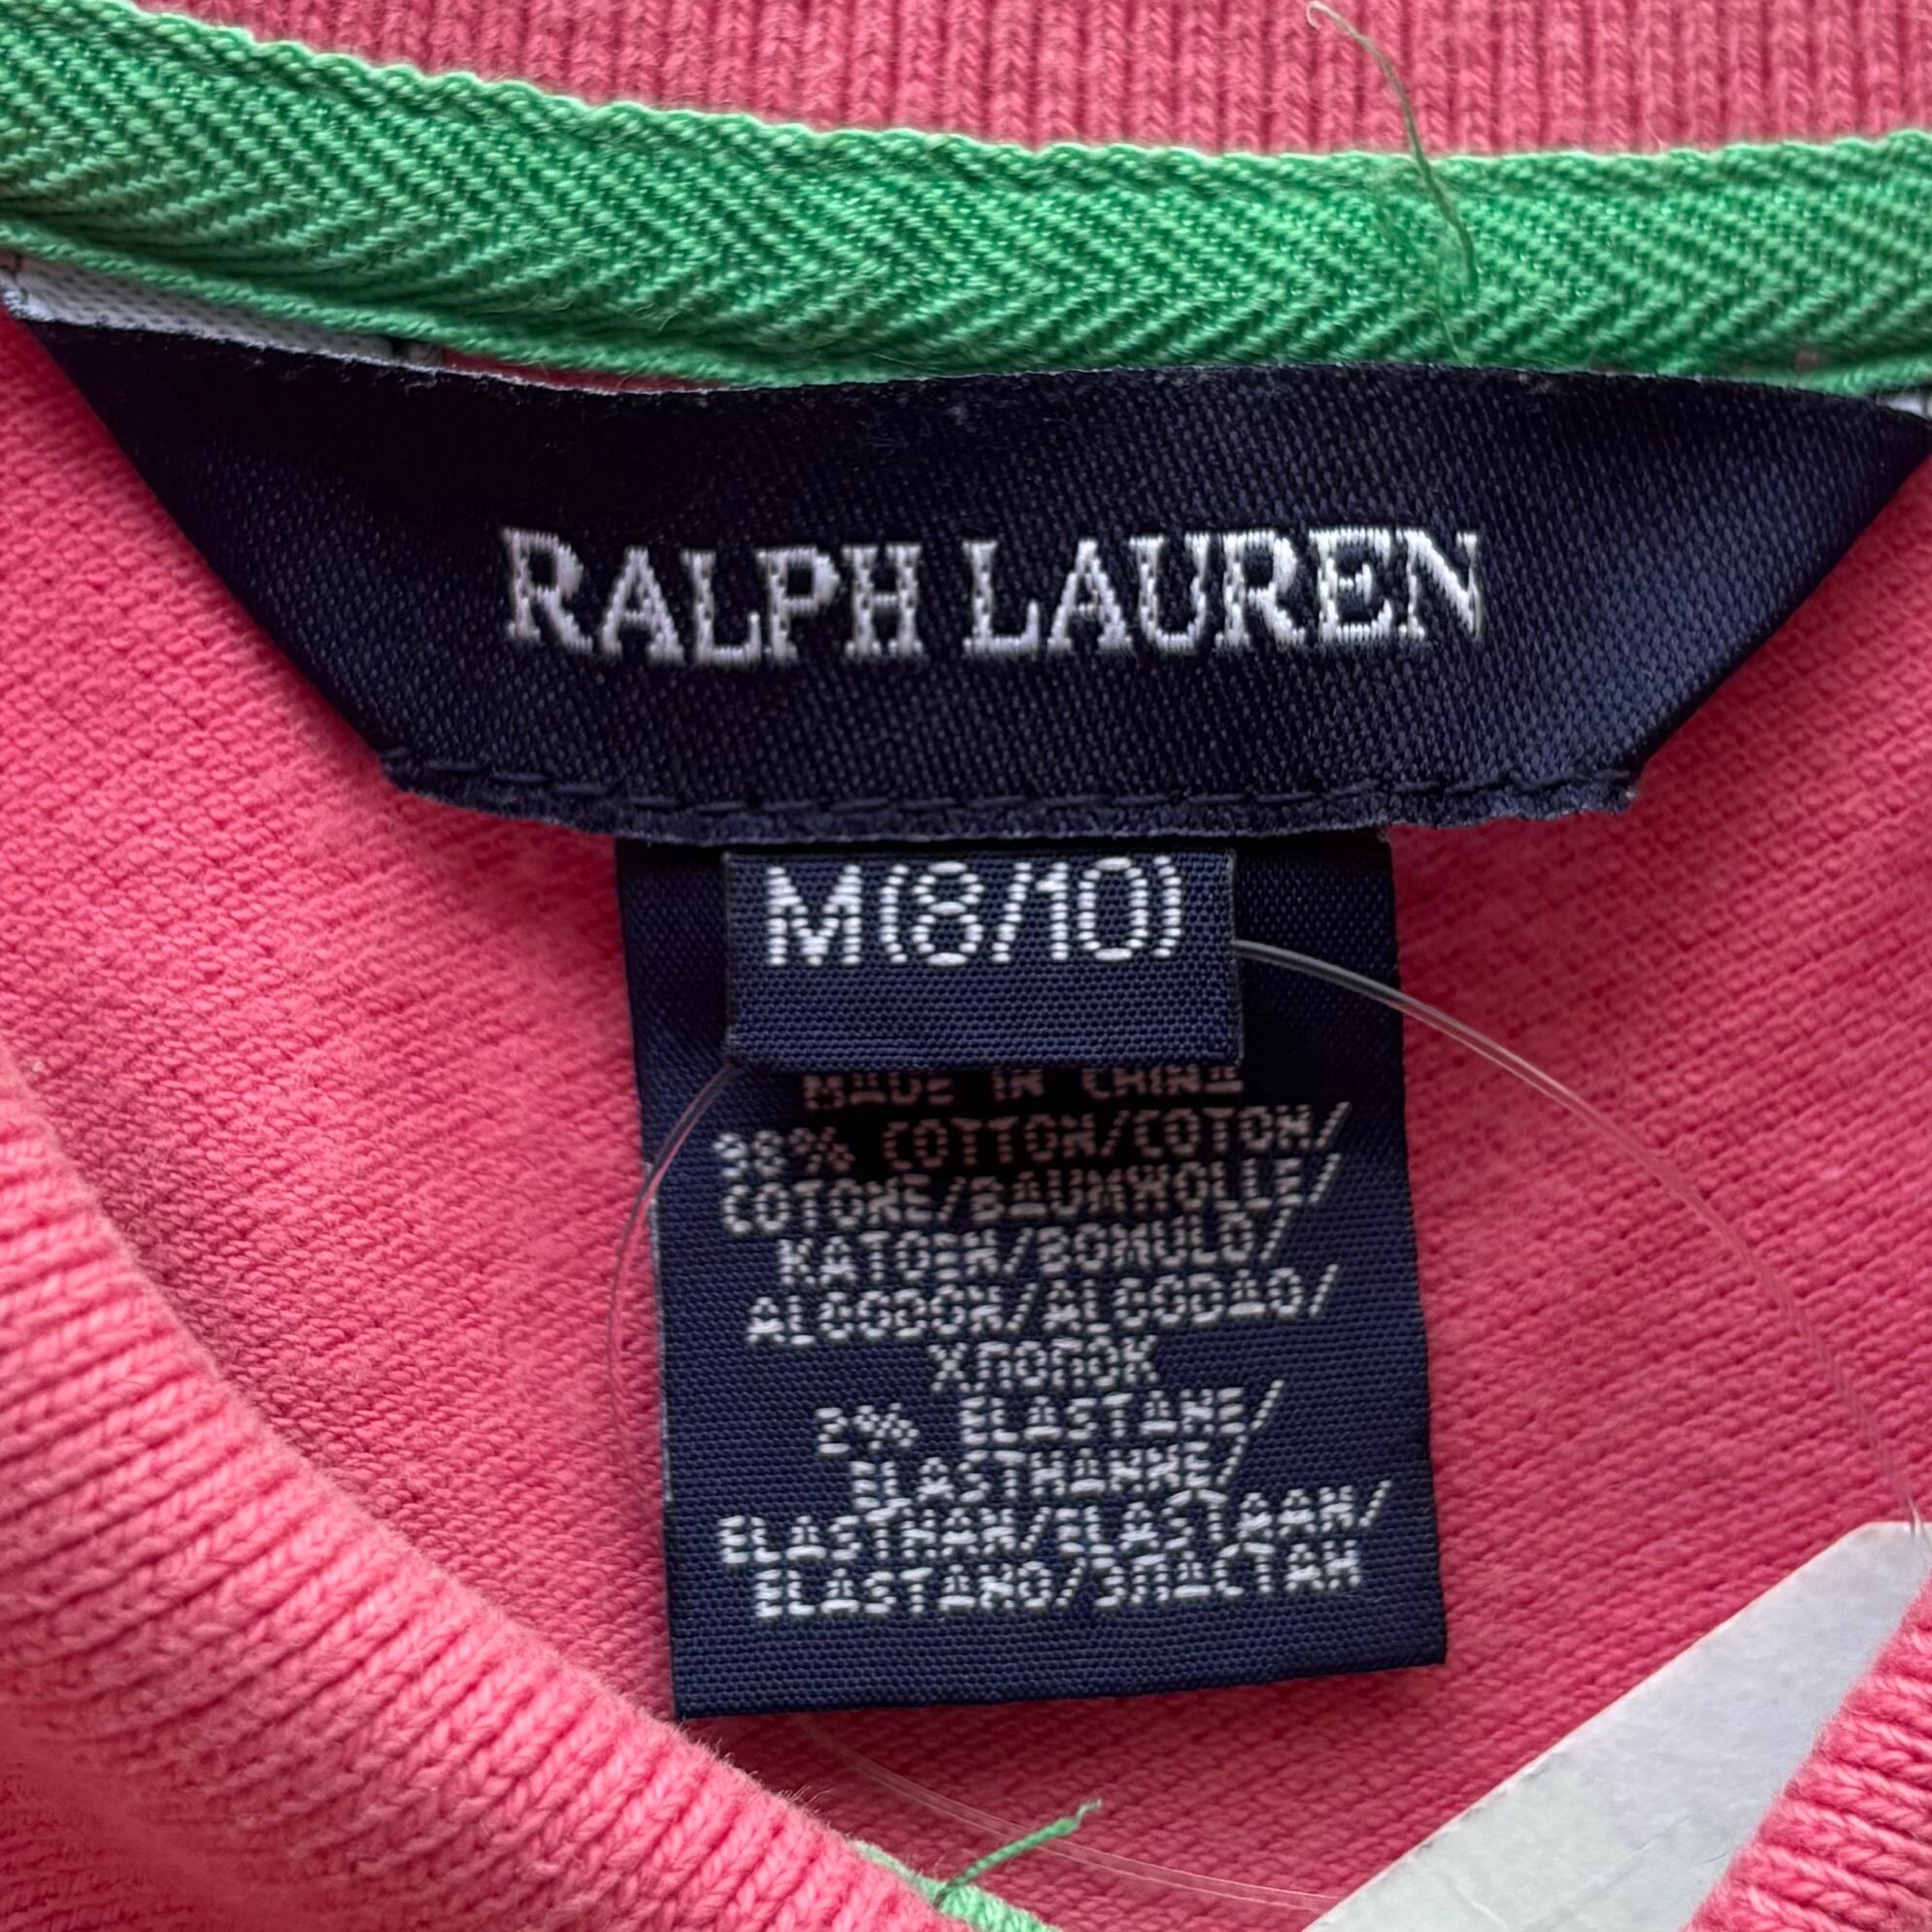 RALPH LAUREN
M(8/10)
MADE IN CHINA
98% COTTON/COTON/
COTONE/BAUMWOLLE/
KATOEN/BOMULD/
ALGODON/ALGODAO/
ХЛОПОК
2% ELASTANE/
ELASTHANNE/
ELASTHAN/ELASTAAN/
ELASTANO/ЭЛАСТАН